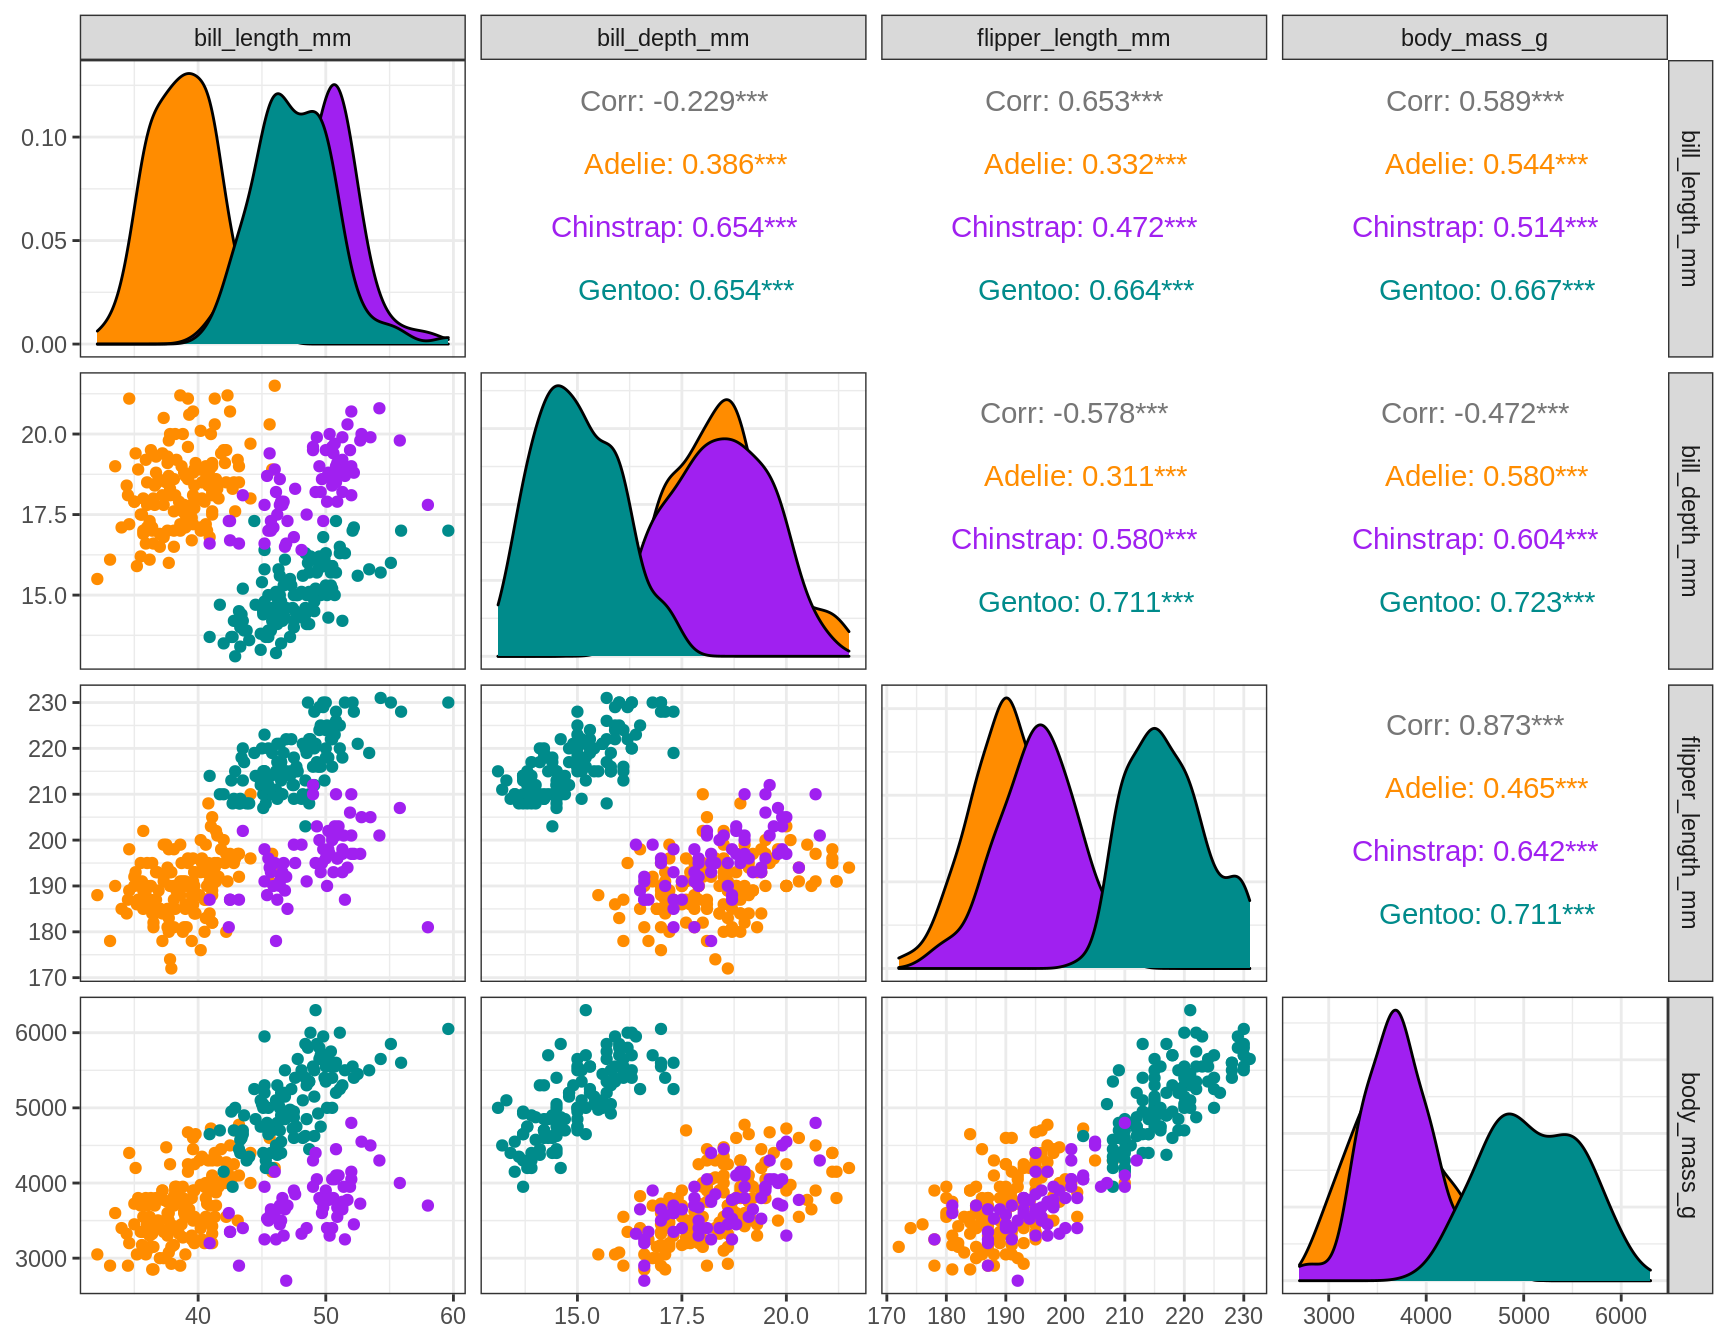 bill_length_mm
bill_depth_mm
flipper_length_mm
body_mass_g
0.10
0.05
0.00
Corr: -0.229***
Adelie: 0.386***
Chinstrap: 0.654***
Gentoo: 0.654***
Corr: 0.653***
Adelie: 0.332***
Chinstrap: 0.472***
Gentoo: 0.664***
Corr: 0.589***
Adelie: 0.544***
Chinstrap: 0.514***
Gentoo: 0.667***
bill_length_mm
20.0
17.5
15.0
Corr: -0.578***
Adelie: 0.311***
Chinstrap: 0.580***
Gentoo: 0.711***
Corr: -0.472***
Adelie: 0.580***
Chinstrap: 0.604***
Gentoo: 0.723***
bill_depth_mm
230
220
210
200
190
180
170
Corr: 0.873***
Adelie: 0.465***
Chinstrap: 0.642***
Gentoo: 0.711***
flipper_length_mm
6000
5000
4000
3000
body_mass_g
40 50 60
15.0 17.5 20.0
170 180 190 200 210 220 230
3000 4000 5000 6000